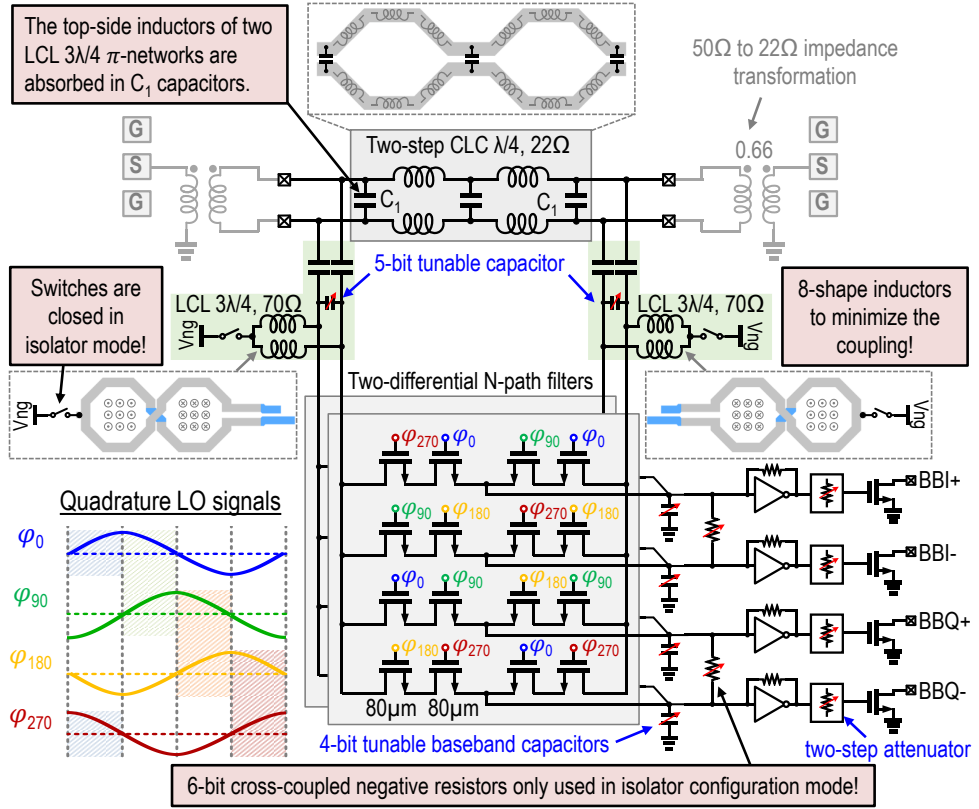 The top-side inductors of two
LCL 3λ/4 π-networks are
absorbed in C₁ capacitors.
50Ω to 22Ω impedance
transformation
G
S
G
Two-step CLC λ/4, 22Ω
C₁
C₁
0.66
G
S
G
5-bit tunable capacitor
Switches are
closed in
isolator mode!
LCL 3λ/4, 70Ω
Vng
LCL 3λ/4, 70Ω
Vng
8-shape inductors
to minimize the
coupling!
Vng
Two-differential N-path filters
Vng
φ₂₇₀ φ₀ φ₉₀ φ₀
φ₉₀ φ₁₈₀ φ₂₇₀ φ₁₈₀
φ₀ φ₉₀ φ₁₈₀ φ₉₀
φ₁₈₀ φ₂₇₀ φ₀ φ₂₇₀
80μm 80μm
BBI+
BBI-
BBQ+
BBQ-
Quadrature LO signals
φ₀
φ₉₀
φ₁₈₀
φ₂₇₀
4-bit tunable baseband capacitors
two-step attenuator
6-bit cross-coupled negative resistors only used in isolator configuration mode!